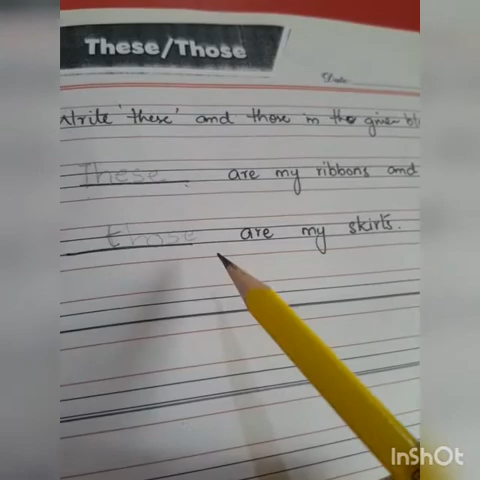 These/Those
Date
Write 'these' and those in the given
These are my ribbons and
those are my skirts.
InShOt